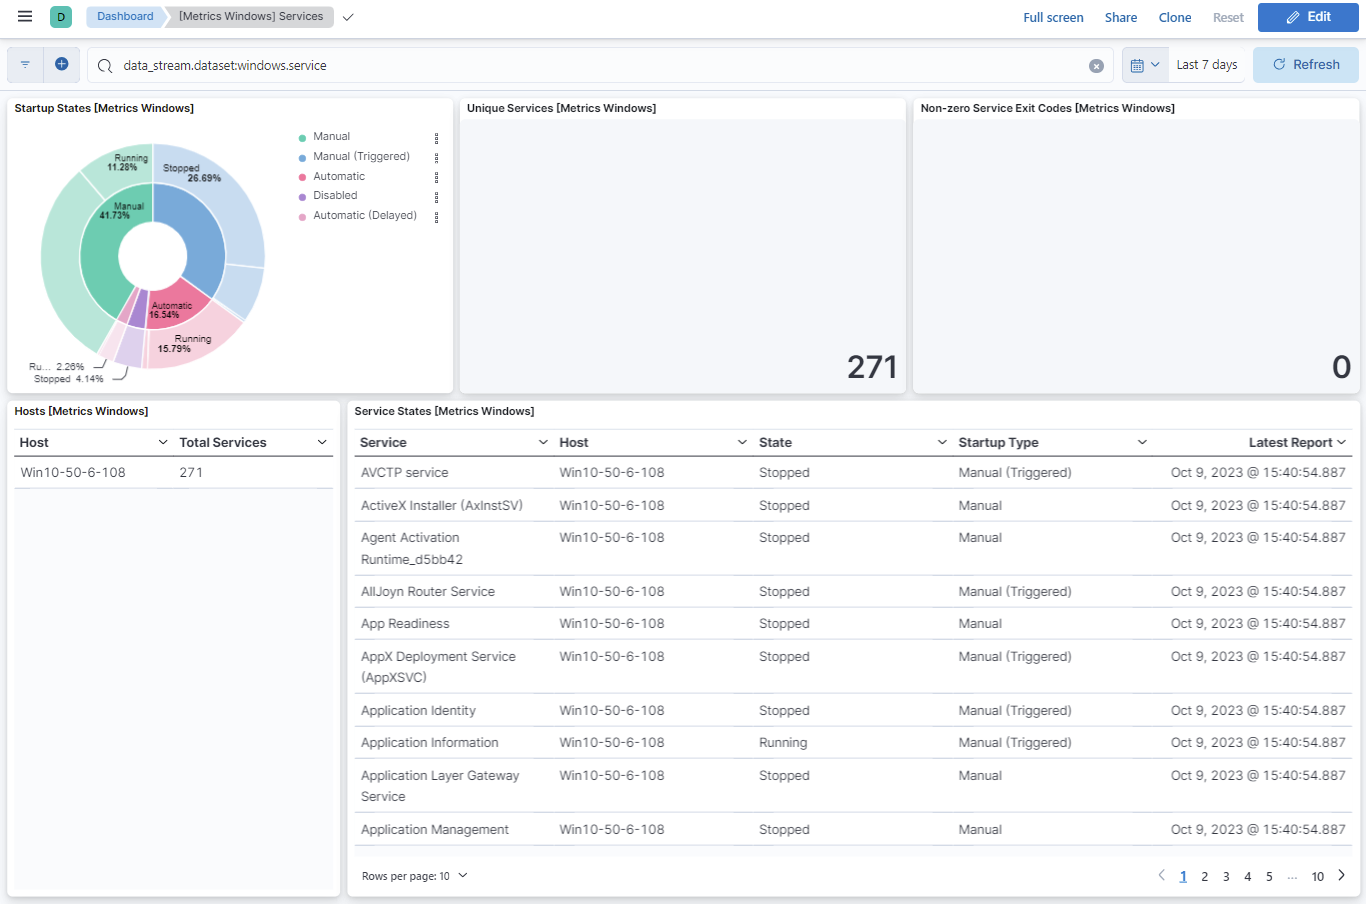 D Dashboard [Metrics Windows] Services Full screen Share Clone Reset Edit
data_stream.dataset:windows.service Last 7 days Refresh
Startup States [Metrics Windows]
Running
11.28%
Stopped
26.69%
Manual
41.73%
Automatic
16.54%
Running
15.79%
Ru... 2.26%
Stopped 4.14%
Manual
Manual (Triggered)
Automatic
Disabled
Automatic (Delayed)
Unique Services [Metrics Windows]
271
Non-zero Service Exit Codes [Metrics Windows]
0
Hosts [Metrics Windows]
Host Total Services
Win10-50-6-108 271
Service States [Metrics Windows]
Service Host State Startup Type Latest Report
AVCTP service Win10-50-6-108 Stopped Manual (Triggered) Oct 9, 2023 @ 15:40:54.887
ActiveX Installer (AxInstSV) Win10-50-6-108 Stopped Manual Oct 9, 2023 @ 15:40:54.887
Agent Activation Win10-50-6-108 Stopped Manual Oct 9, 2023 @ 15:40:54.887
Runtime_d5bb42
AllJoyn Router Service Win10-50-6-108 Stopped Manual (Triggered) Oct 9, 2023 @ 15:40:54.887
App Readiness Win10-50-6-108 Stopped Manual Oct 9, 2023 @ 15:40:54.887
AppX Deployment Service Win10-50-6-108 Stopped Manual (Triggered) Oct 9, 2023 @ 15:40:54.887
(AppXSVC)
Application Identity Win10-50-6-108 Stopped Manual (Triggered) Oct 9, 2023 @ 15:40:54.887
Application Information Win10-50-6-108 Running Manual (Triggered) Oct 9, 2023 @ 15:40:54.887
Application Layer Gateway Win10-50-6-108 Stopped Manual Oct 9, 2023 @ 15:40:54.887
Service
Application Management Win10-50-6-108 Stopped Manual Oct 9, 2023 @ 15:40:54.887
Rows per page: 10 1 2 3 4 5 ... 10